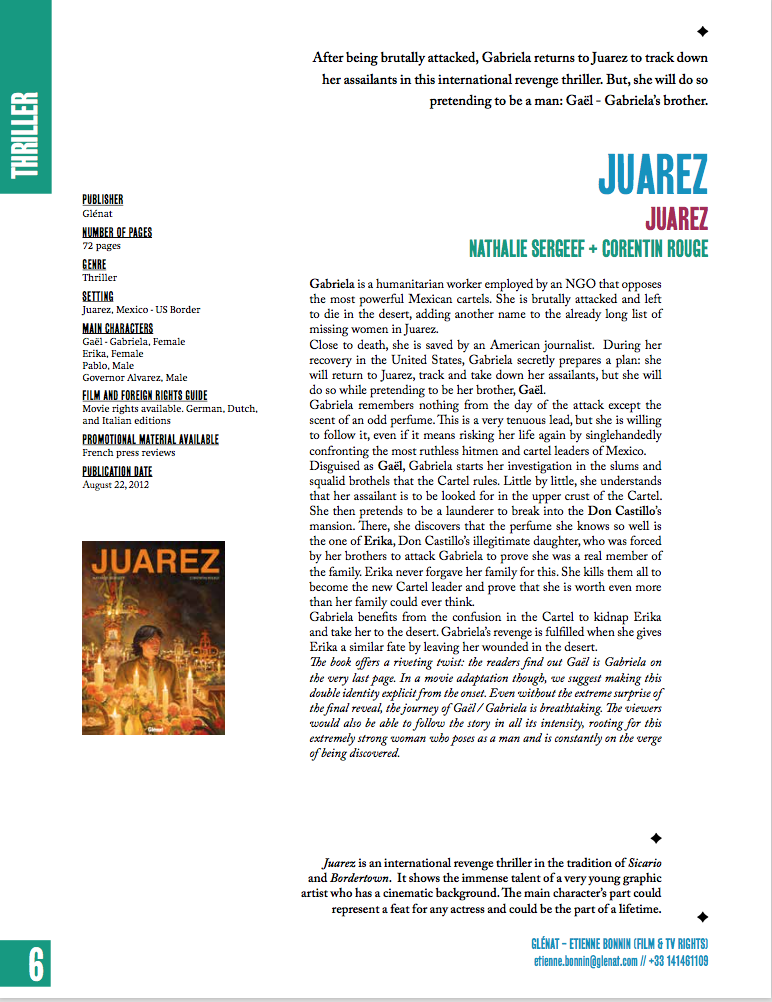 THRILLER
After being brutally attacked, Gabriela returns to Juarez to track down
her assailants in this international revenge thriller. But, she will do so
pretending to be a man: Gaël - Gabriela's brother.
JUAREZ
JUAREZ
NATHALIE SERGEEF + CORENTIN ROUGE
PUBLISHER
Glénat
NUMBER OF PAGES
72 pages
GENRE
Thriller
SETTING
Juarez, Mexico - US Border
MAIN CHARACTERS
Gaël - Gabriela, Female
Erika, Female
Pablo, Male
Governor Alvarez, Male
FILM AND FOREIGN RIGHTS GUIDE
Movie rights available. German, Dutch,
and Italian editions
PROMOTIONAL MATERIAL AVAILABLE
French press reviews
PUBLICATION DATE
August 22, 2012
JUAREZ
NATHALIE SERGEEF CORENTIN ROUGE
Glénat
Gabriela is a humanitarian worker employed by an NGO that opposes
the most powerful Mexican cartels. She is brutally attacked and left
to die in the desert, adding another name to the already long list of
missing women in Juarez.
Close to death, she is saved by an American journalist. During her
recovery in the United States, Gabriela secretly prepares a plan: she
will return to Juarez, track and take down her assailants, but she will
do so while pretending to be her brother, Gaël.
Gabriela remembers nothing from the day of the attack except the
scent of an odd perfume. This is a very tenuous lead, but she is willing
to follow it, even if it means risking her life again by singlehandedly
confronting the most ruthless hitmen and cartel leaders of Mexico.
Disguised as Gaël, Gabriela starts her investigation in the slums and
squalid brothels that the Cartel rules. Little by little, she understands
that her assailant is to be looked for in the upper crust of the Cartel.
She then pretends to be a launderer to break into the Don Castillo's
mansion. There, she discovers that the perfume she knows so well is
the one of Erika, Don Castillo's illegitimate daughter, who was forced
by her brothers to attack Gabriela to prove she was a real member of
the family. Erika never forgave her family for this. She kills them all to
become the new Cartel leader and prove that she is worth even more
than her family could ever think.
Gabriela benefits from the confusion in the Cartel to kidnap Erika
and take her to the desert. Gabriela's revenge is fulfilled when she gives
Erika a similar fate by leaving her wounded in the desert.
The book offers a riveting twist: the readers find out Gaël is Gabriela on
the very last page. In a movie adaptation though, we suggest making this
double identity explicit from the onset. Even without the extreme surprise of
the final reveal, the journey of Gaël / Gabriela is breathtaking. The viewers
would also be able to follow the story in all its intensity, rooting for this
extremely strong woman who poses as a man and is constantly on the verge
of being discovered.
Juarez is an international revenge thriller in the tradition of Sicario
and Bordertown. It shows the immense talent of a very young graphic
artist who has a cinematic background. The main character's part could
represent a feat for any actress and could be the part of a lifetime.
6
GLÉNAT – ETIENNE BONNIN (FILM & TV RIGHTS)
etienne.bonnin@glenat.com // +33 141461109